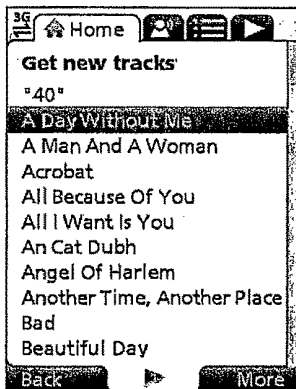 3G
Home
Get new tracks
"40"
A Day Without Me
A Man And A Woman
Acrobat
All Because Of You
All I Want Is You
An Cat Dubh
Angel Of Harlem
Another Time, Another Place
Bad
Beautiful Day
Back More